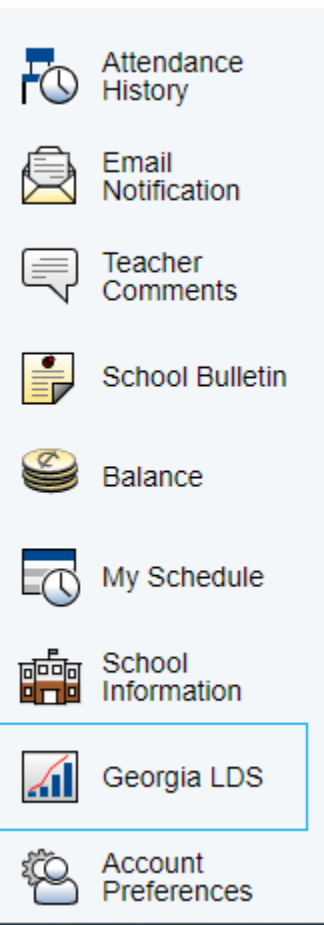 Attendance
History
Email
Notification
Teacher
Comments
School Bulletin
Balance
My Schedule
School
Information
Georgia LDS
Account
Preferences